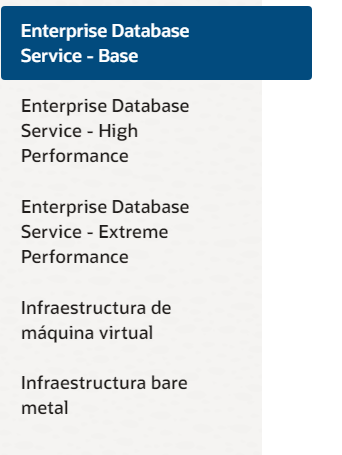 Enterprise Database
Service - Base
Enterprise Database
Service - High
Performance
Enterprise Database
Service - Extreme
Performance
Infraestructura de
máquina virtual
Infraestructura bare
metal